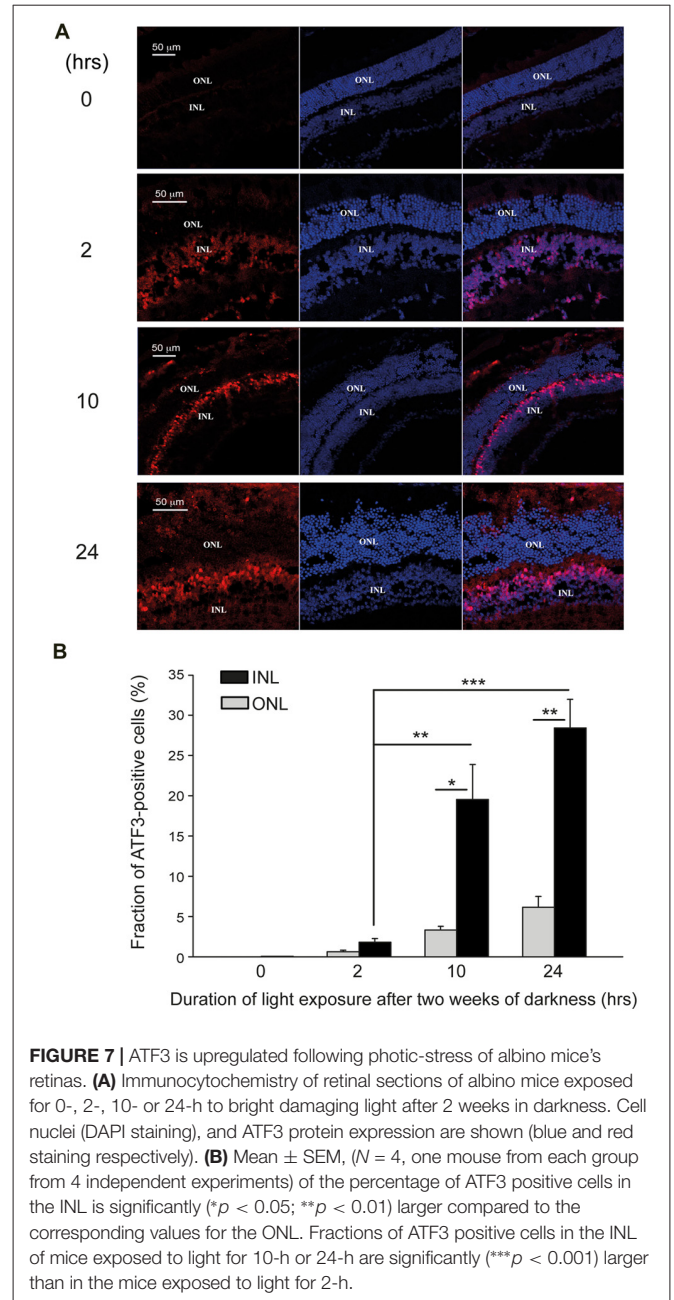 A
(hrs)
0
50 µm
ONL
INL
ONL
INL
ONL
INL
2
50 µm
ONL
INL
ONL
INL
ONL
INL
10
50 µm
ONL
INL
ONL
INL
ONL
INL
24
50 µm
ONL
INL
ONL
INL
ONL
INL
B
Fraction of ATF3-positive cells (%)
35
30
25
20
15
10
5
0
INL
ONL
***
**
**
*
0 2 10 24
Duration of light exposure after two weeks of darkness (hrs)
FIGURE 7 | ATF3 is upregulated following photic-stress of albino mice's
retinas. (A) Immunocytochemistry of retinal sections of albino mice exposed
for 0-, 2-, 10- or 24-h to bright damaging light after 2 weeks in darkness. Cell
nuclei (DAPI staining), and ATF3 protein expression are shown (blue and red
staining respectively). (B) Mean ± SEM, (N = 4, one mouse from each group
from 4 independent experiments) of the percentage of ATF3 positive cells in
the INL is significantly (*p < 0.05; **p < 0.01) larger compared to the
corresponding values for the ONL. Fractions of ATF3 positive cells in the INL
of mice exposed to light for 10-h or 24-h are significantly (***p < 0.001) larger
than in the mice exposed to light for 2-h.